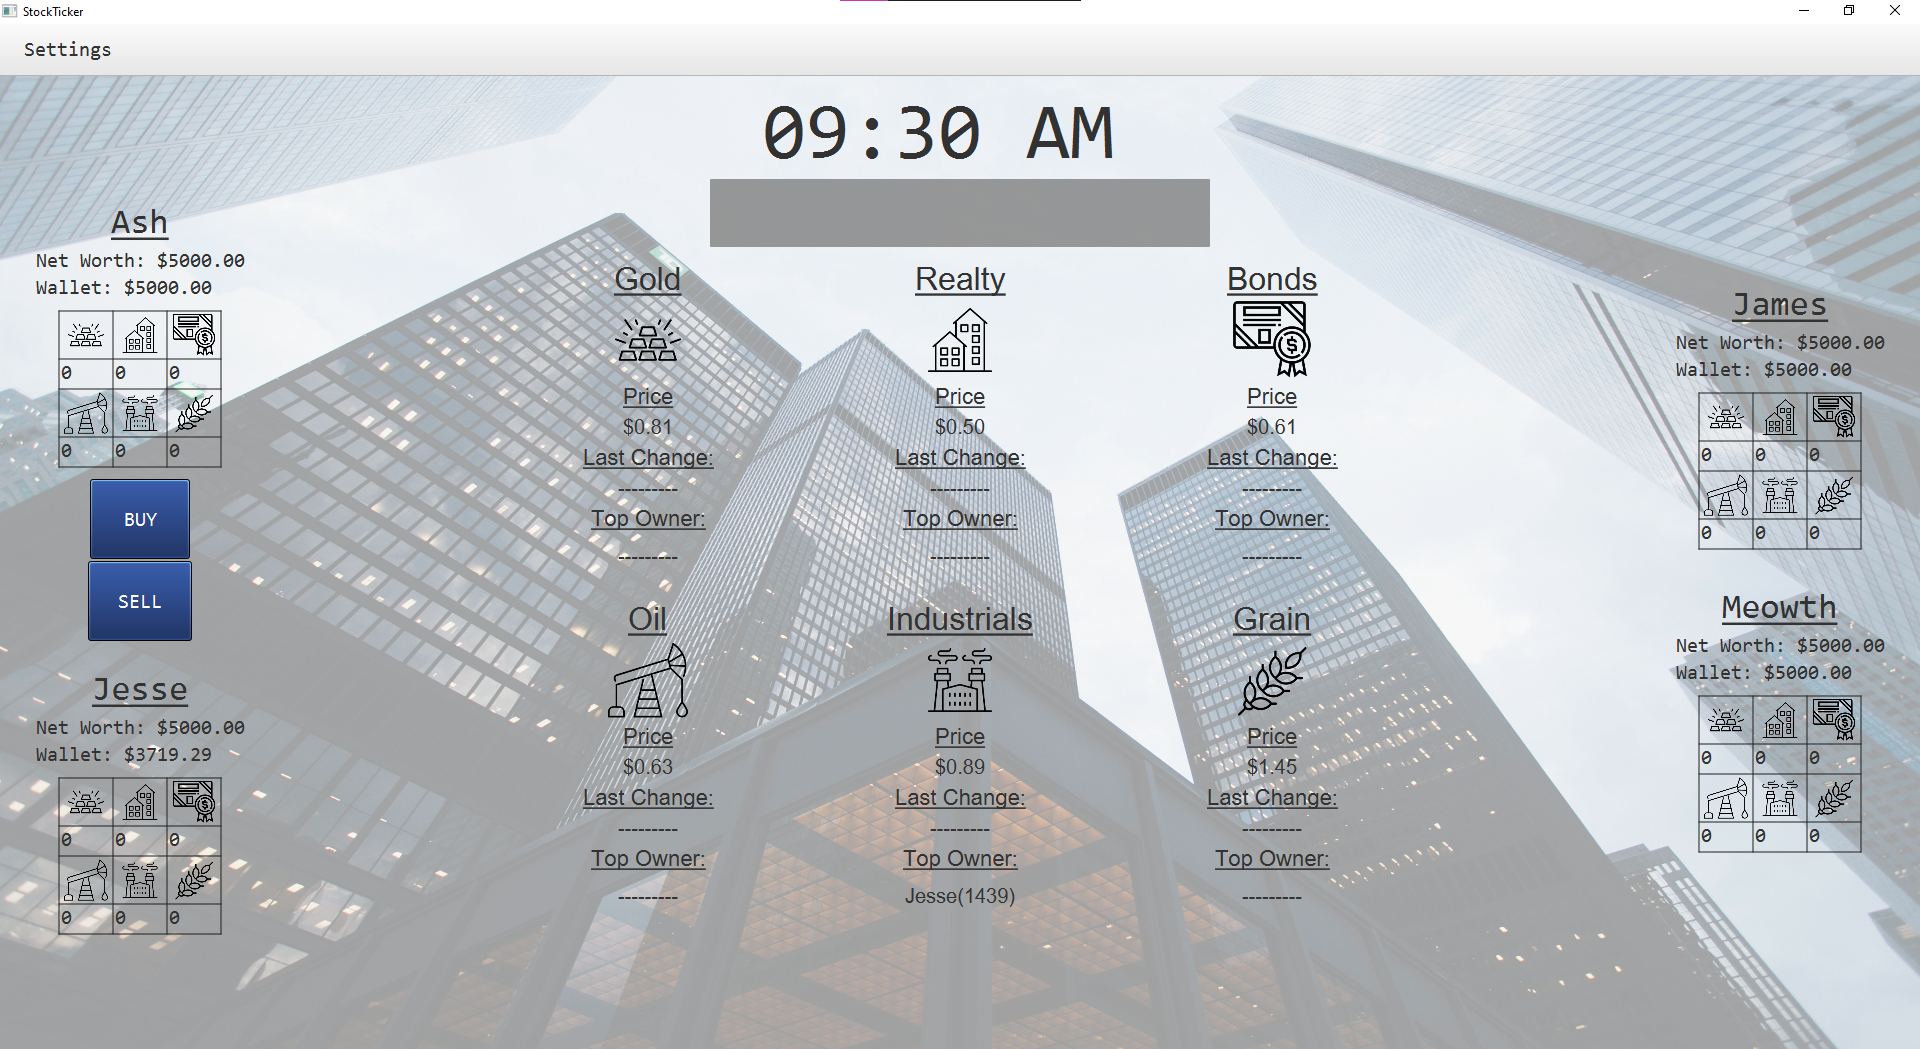 StockTicker
Settings
09:30 AM
Ash
Net Worth: $5000.00
Wallet: $5000.00
0 0 0
0 0 0
BUY
SELL
Jesse
Net Worth: $5000.00
Wallet: $3719.29
0 0 0
0 0 0
Gold
Price
$0.81
Last Change:
---------
Top Owner:
---------
Realty
Price
$0.50
Last Change:
---------
Top Owner:
---------
Bonds
Price
$0.61
Last Change:
---------
Top Owner:
---------
Oil
Price
$0.63
Last Change:
---------
Top Owner:
---------
Industrials
Price
$0.89
Last Change:
---------
Top Owner:
Jesse(1439)
Grain
Price
$1.45
Last Change:
---------
Top Owner:
---------
James
Net Worth: $5000.00
Wallet: $5000.00
0 0 0
0 0 0
Meowth
Net Worth: $5000.00
Wallet: $5000.00
0 0 0
0 0 0